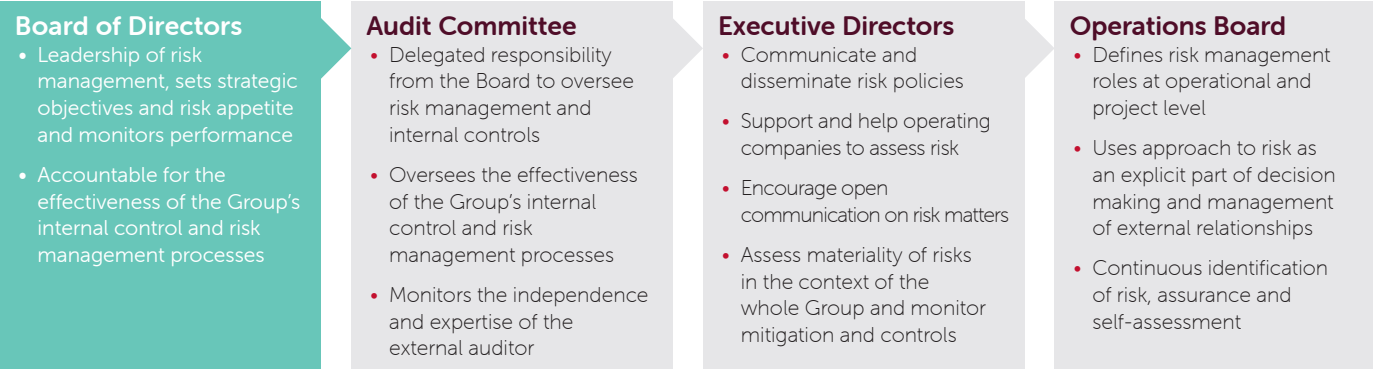 Board of Directors
• Leadership of risk
management, sets strategic
objectives and risk appetite
and monitors performance
• Accountable for the
effectiveness of the Group's
internal control and risk
management processes
Audit Committee
• Delegated responsibility
from the Board to oversee
risk management and
internal controls
• Oversees the effectiveness
of the Group's internal
control and risk
management processes
• Monitors the independence
and expertise of the
external auditor
Executive Directors
• Communicate and
disseminate risk policies
• Support and help operating
companies to assess risk
• Encourage open
communication on risk matters
• Assess materiality of risks
in the context of the
whole Group and monitor
mitigation and controls
Operations Board
• Defines risk management
roles at operational and
project level
• Uses approach to risk as
an explicit part of decision
making and management
of external relationships
• Continuous identification
of risk, assurance and
self-assessment